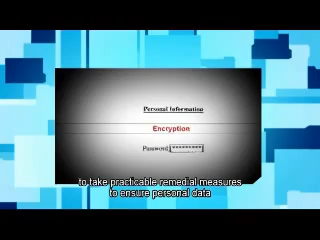 Personal Information
Encryption
Password **********
to take practicable remedial measures
to ensure personal data